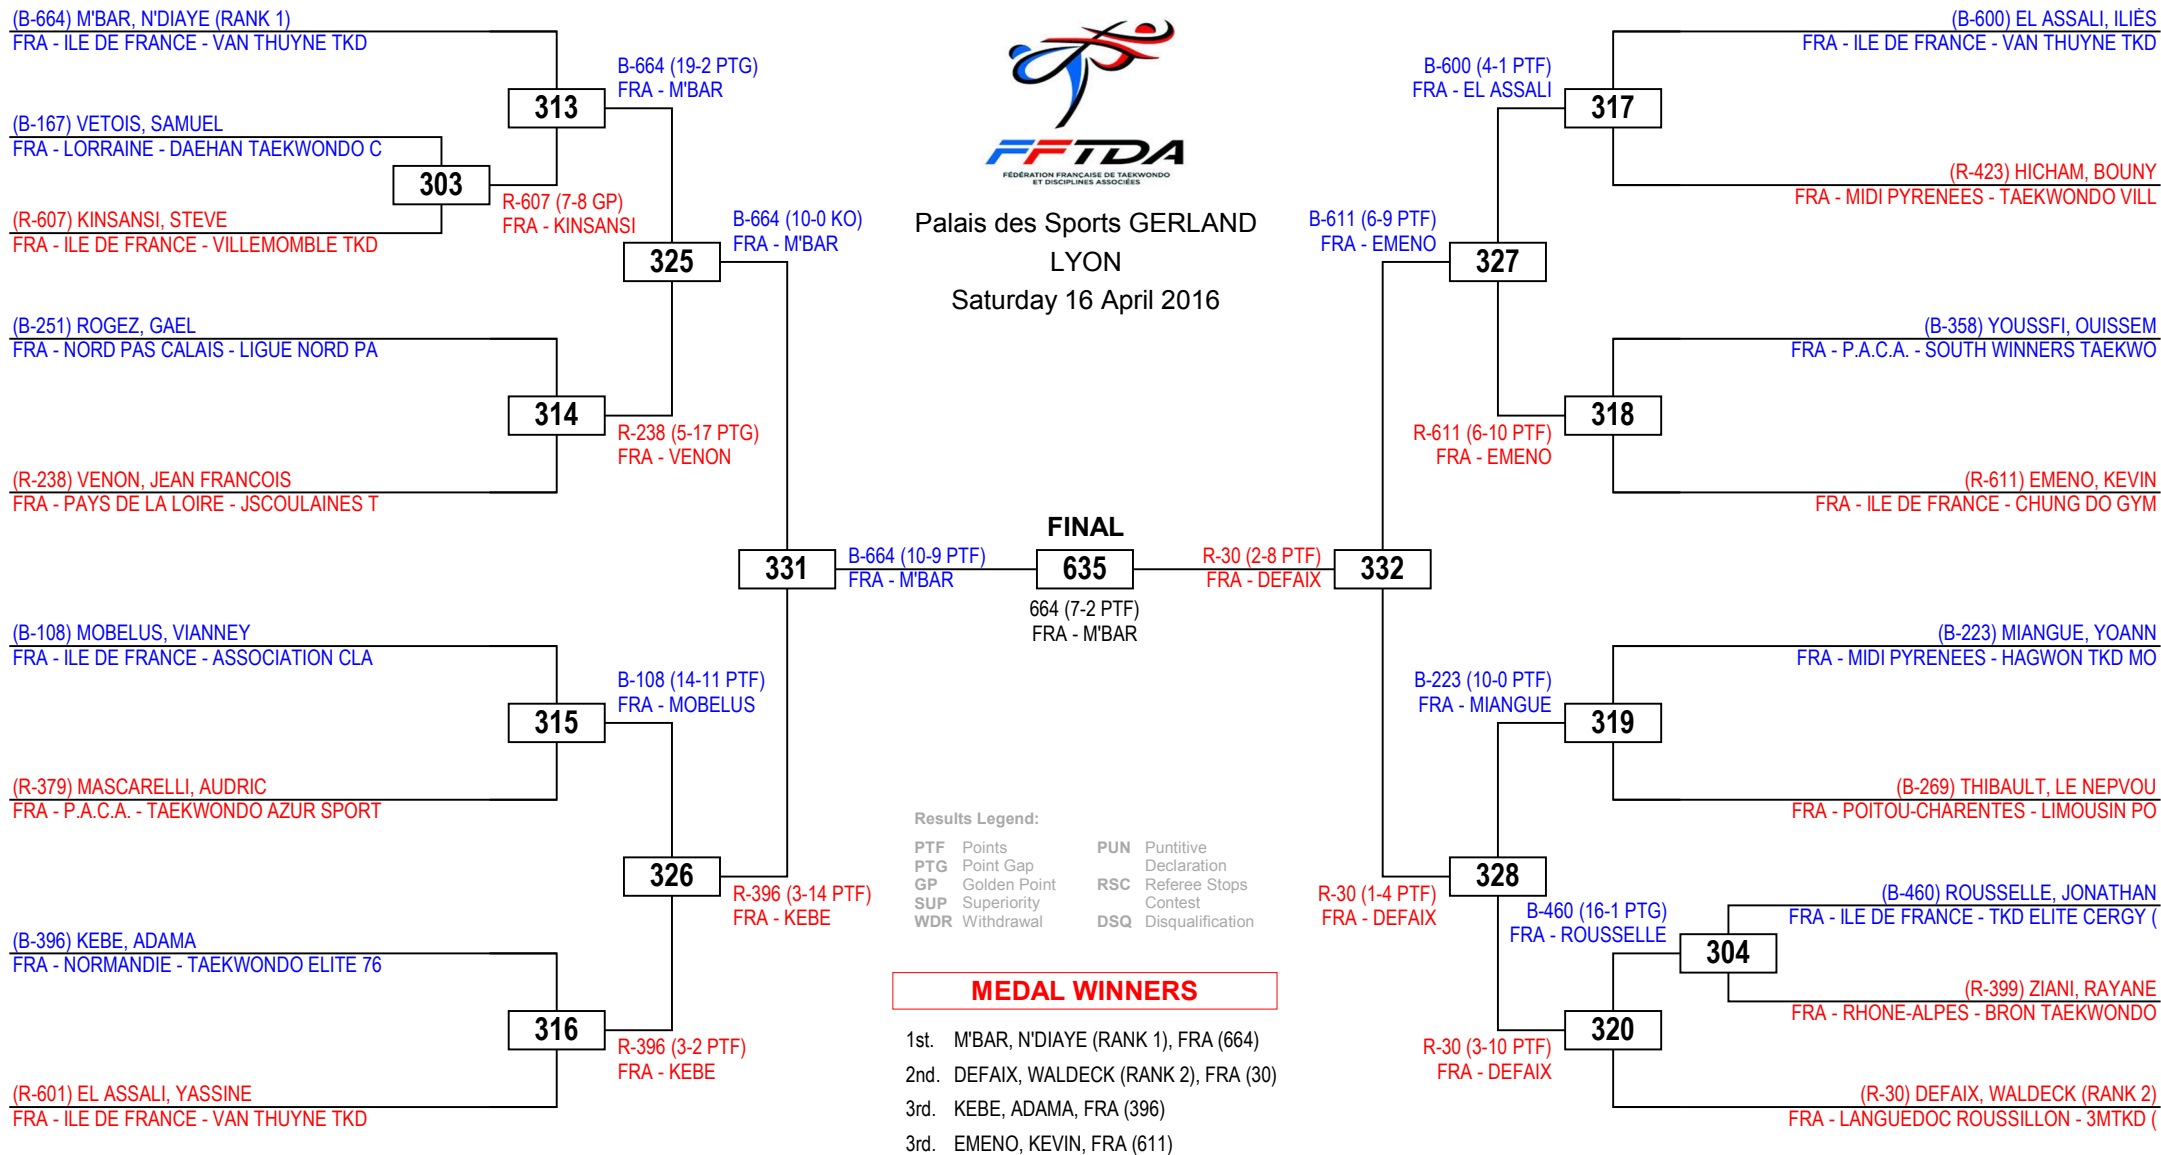 (B-664) M'BAR, N'DIAYE (RANK 1)
FRA - ILE DE FRANCE - VAN THUYNE TKD
B-664 (19-2 PTG)
FRA - M'BAR
313
(B-167) VETOIS, SAMUEL
FRA - LORRAINE - DAEHAN TAEKWONDO C
303
R-607 (7-8 GP)
FRA - KINSANSI
(R-607) KINSANSI, STEVE
FRA - ILE DE FRANCE - VILLEMOMBLE TKD
B-664 (10-0 KO)
FRA - M'BAR
325
(B-251) ROGEZ, GAEL
FRA - NORD PAS CALAIS - LIGUE NORD PA
314
R-238 (5-17 PTG)
FRA - VENON
(R-238) VENON, JEAN FRANCOIS
FRA - PAYS DE LA LOIRE - JSCOULAINES T
331
B-664 (10-9 PTF)
FRA - M'BAR
(B-108) MOBELUS, VIANNEY
FRA - ILE DE FRANCE - ASSOCIATION CLA
B-108 (14-11 PTF)
FRA - MOBELUS
315
(R-379) MASCARELLI, AUDRIC
FRA - P.A.C.A. - TAEKWONDO AZUR SPORT
326
R-396 (3-14 PTF)
FRA - KEBE
(B-396) KEBE, ADAMA
FRA - NORMANDIE - TAEKWONDO ELITE 76
316
R-396 (3-2 PTF)
FRA - KEBE
(R-601) EL ASSALI, YASSINE
FRA - ILE DE FRANCE - VAN THUYNE TKD
FFTDA
FÉDÉRATION FRANÇAISE DE TAEKWONDO
ET DISCIPLINES ASSOCIÉES
Palais des Sports GERLAND
LYON
Saturday 16 April 2016
FINAL
635
664 (7-2 PTF)
FRA - M'BAR
Results Legend:
PTF Points
PTG Point Gap
GP Golden Point
SUP Superiority
WDR Withdrawal
PUN Puntitive
Declaration
RSC Referee Stops
Contest
DSQ Disqualification
MEDAL WINNERS
1st. M'BAR, N'DIAYE (RANK 1), FRA (664)
2nd. DEFAIX, WALDECK (RANK 2), FRA (30)
3rd. KEBE, ADAMA, FRA (396)
3rd. EMENO, KEVIN, FRA (611)
(B-600) EL ASSALI, ILIÈS
FRA - ILE DE FRANCE - VAN THUYNE TKD
B-600 (4-1 PTF)
FRA - EL ASSALI
317
(R-423) HICHAM, BOUNY
FRA - MIDI PYRENEES - TAEKWONDO VILL
B-611 (6-9 PTF)
FRA - EMENO
327
(B-358) YOUSSFI, OUISSEM
FRA - P.A.C.A. - SOUTH WINNERS TAEKWO
318
R-611 (6-10 PTF)
FRA - EMENO
(R-611) EMENO, KEVIN
FRA - ILE DE FRANCE - CHUNG DO GYM
R-30 (2-8 PTF)
FRA - DEFAIX
332
(B-223) MIANGUE, YOANN
FRA - MIDI PYRENEES - HAGWON TKD MO
B-223 (10-0 PTF)
FRA - MIANGUE
319
(B-269) THIBAULT, LE NEPVOU
FRA - POITOU-CHARENTES - LIMOUSIN PO
328
R-30 (1-4 PTF)
FRA - DEFAIX
(B-460) ROUSSELLE, JONATHAN
FRA - ILE DE FRANCE - TKD ELITE CERGY (
B-460 (16-1 PTG)
FRA - ROUSSELLE
304
(R-399) ZIANI, RAYANE
FRA - RHONE-ALPES - BRON TAEKWONDO
320
R-30 (3-10 PTF)
FRA - DEFAIX
(R-30) DEFAIX, WALDECK (RANK 2)
FRA - LANGUEDOC ROUSSILLON - 3MTKD (